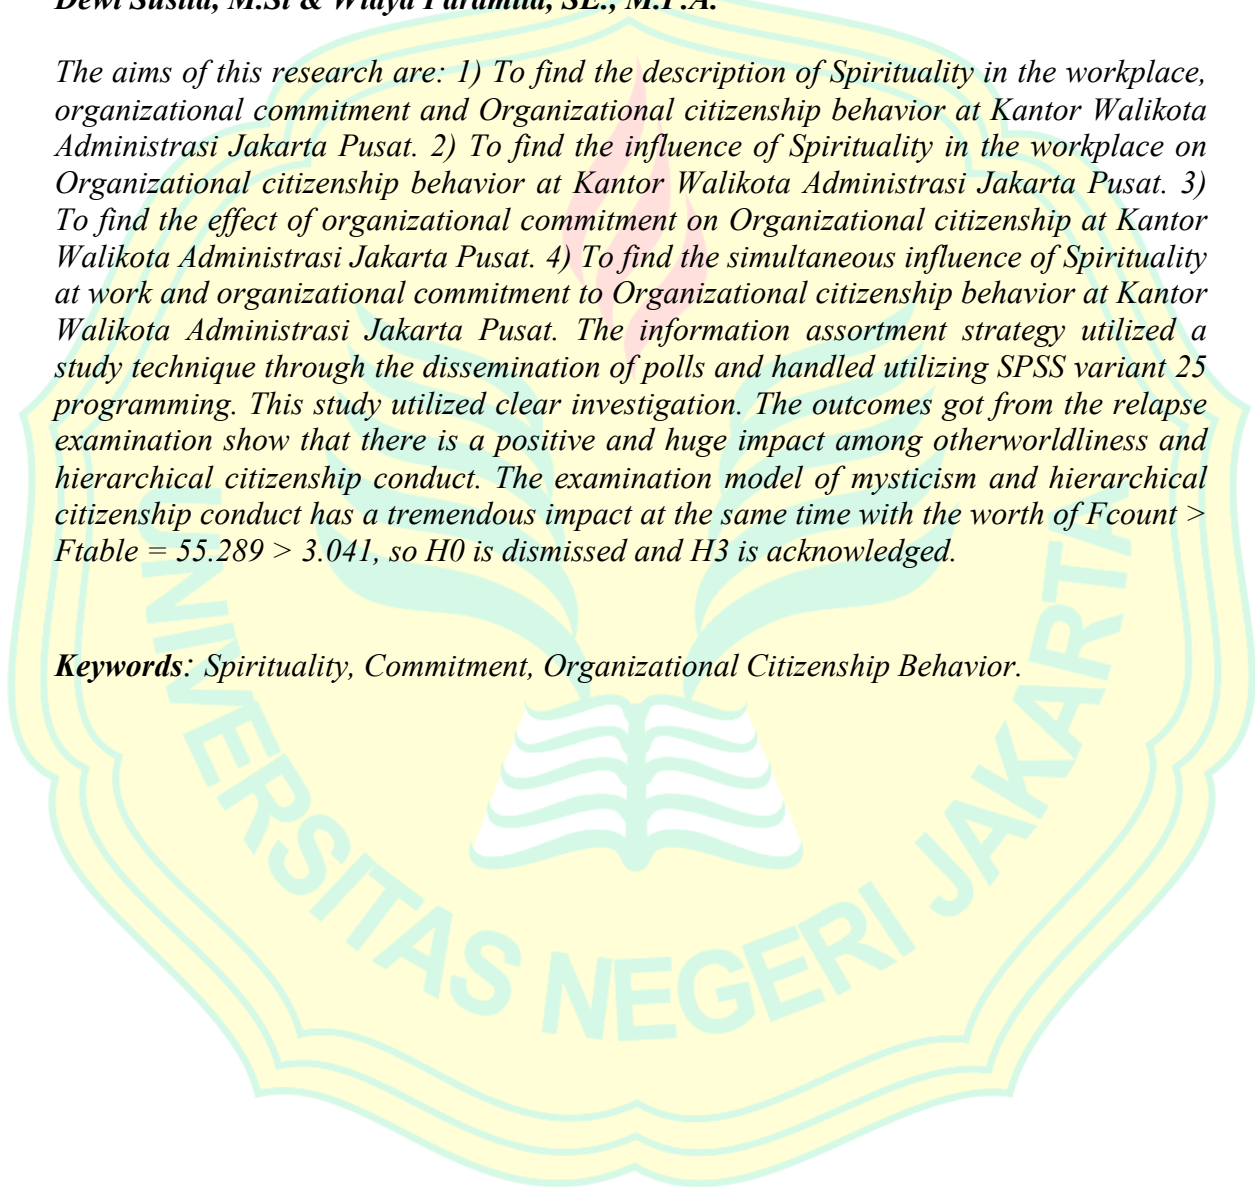 Dewi Susita, M.Si & Widya Paramita, SE., M.P.A.
The aims of this research are: 1) To find the description of Spirituality in the workplace,
organizational commitment and Organizational citizenship behavior at Kantor Walikota
Administrasi Jakarta Pusat. 2) To find the influence of Spirituality in the workplace on
Organizational citizenship behavior at Kantor Walikota Administrasi Jakarta Pusat. 3)
To find the effect of organizational commitment on Organizational citizenship at Kantor
Walikota Administrasi Jakarta Pusat. 4) To find the simultaneous influence of Spirituality
at work and organizational commitment to Organizational citizenship behavior at Kantor
Walikota Administrasi Jakarta Pusat. The information assortment strategy utilized a
study technique through the dissemination of polls and handled utilizing SPSS variant 25
programming. This study utilized clear investigation. The outcomes got from the relapse
examination show that there is a positive and huge impact among otherworldliness and
hierarchical citizenship conduct. The examination model of mysticism and hierarchical
citizenship conduct has a tremendous impact at the same time with the worth of Fcount >
Ftable = 55.289 > 3.041, so H0 is dismissed and H3 is acknowledged.
Keywords: Spirituality, Commitment, Organizational Citizenship Behavior.
UNIVERSITAS NEGERI JAKARTA